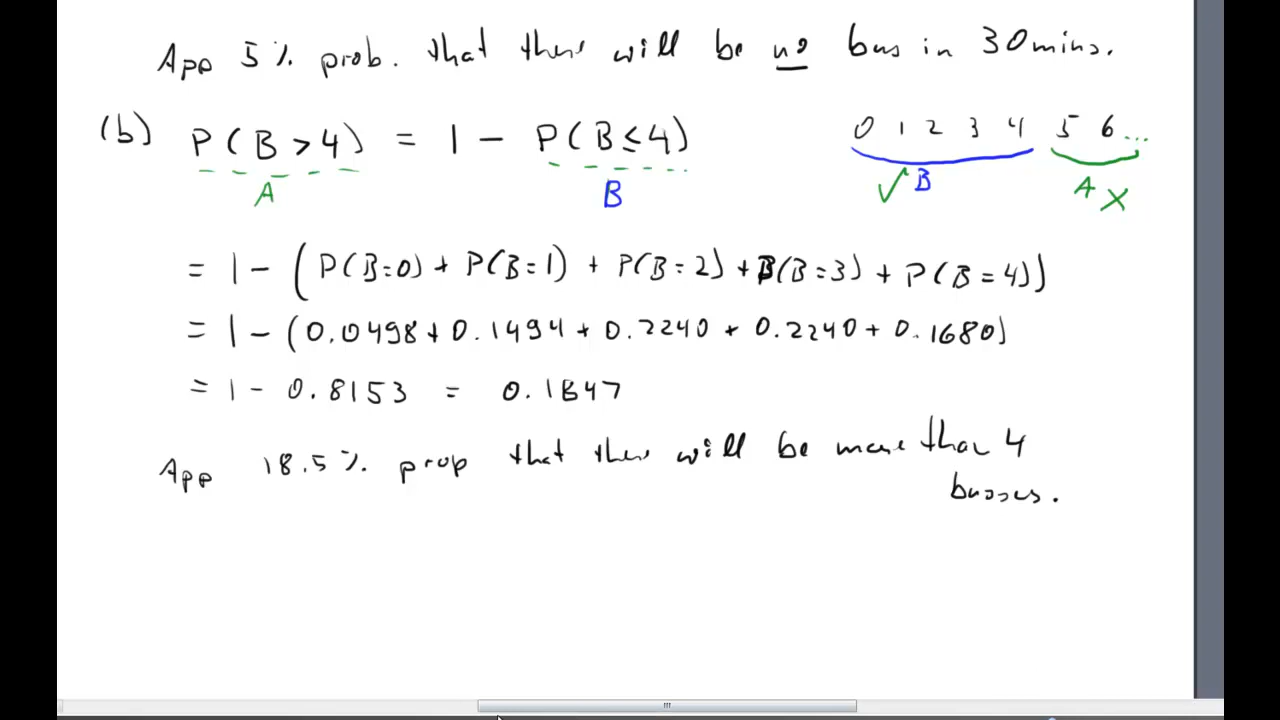 App 5% prob. that there will be no bus in 30mins.
(b) P(B > 4) = 1 - P(B ≤ 4)
0 1 2 3 4 5 6 ...
A B ✓ B A X
= 1 - (P(B=0) + P(B=1) + P(B=2) + P(B=3) + P(B=4))
= 1 - (0.0498 + 0.1494 + 0.2240 + 0.2240 + 0.1680)
= 1 - 0.8153 = 0.1847
App 18.5% prop that there will be more than 4
busses.